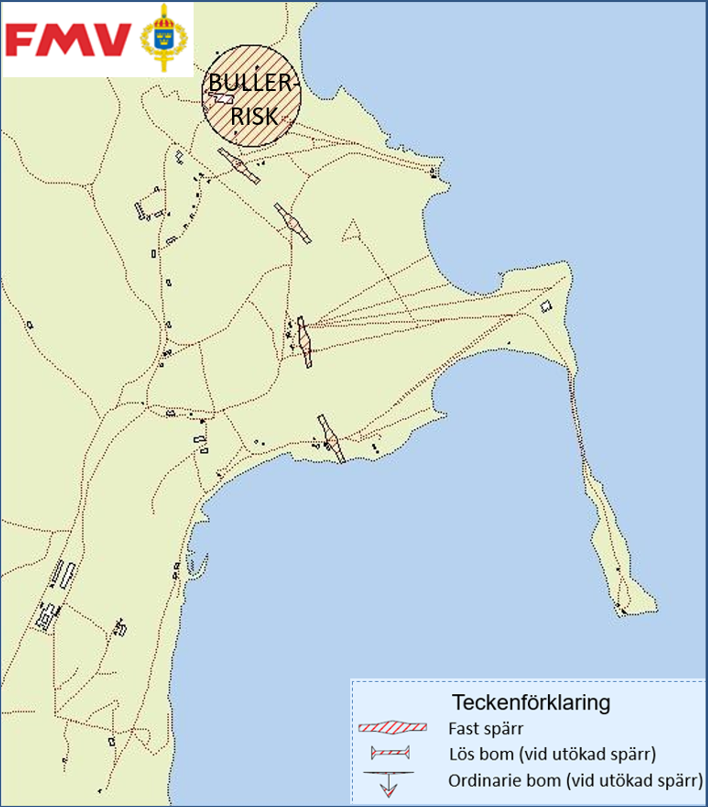 FMV
BULLER-
RISK
Teckenförklaring
Fast spärr
Lös bom (vid utökad spärr)
Ordinarie bom (vid utökad spärr)